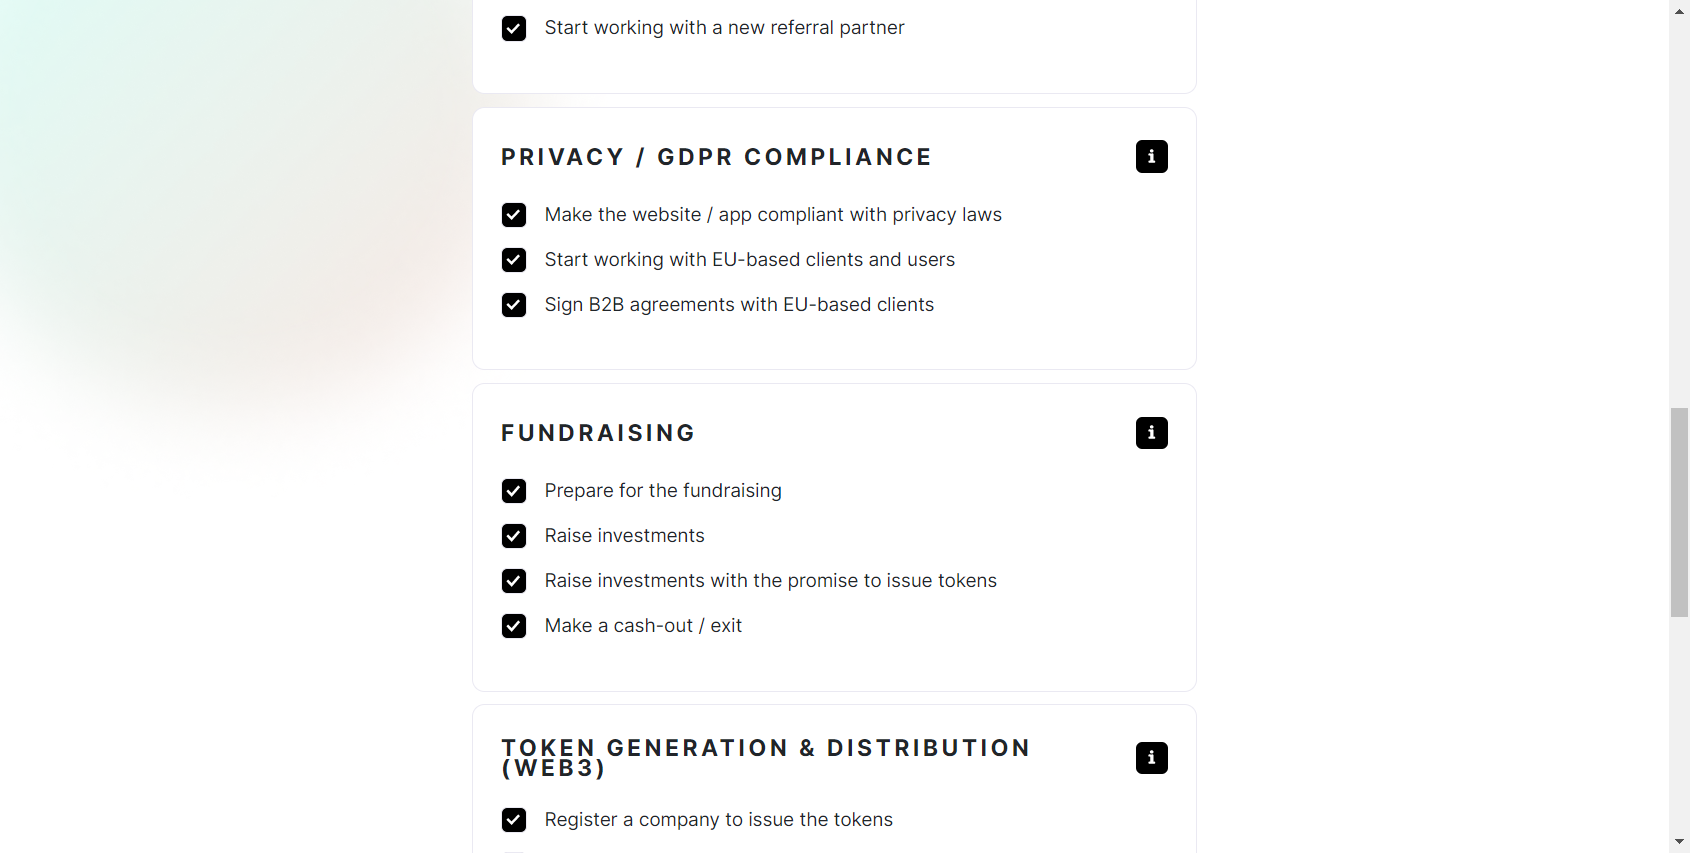 Start working with a new referral partner
PRIVACY / GDPR COMPLIANCE
i
Make the website / app compliant with privacy laws
Start working with EU-based clients and users
Sign B2B agreements with EU-based clients
FUNDRAISING
i
Prepare for the fundraising
Raise investments
Raise investments with the promise to issue tokens
Make a cash-out / exit
TOKEN GENERATION & DISTRIBUTION
(WEB3)
i
Register a company to issue the tokens